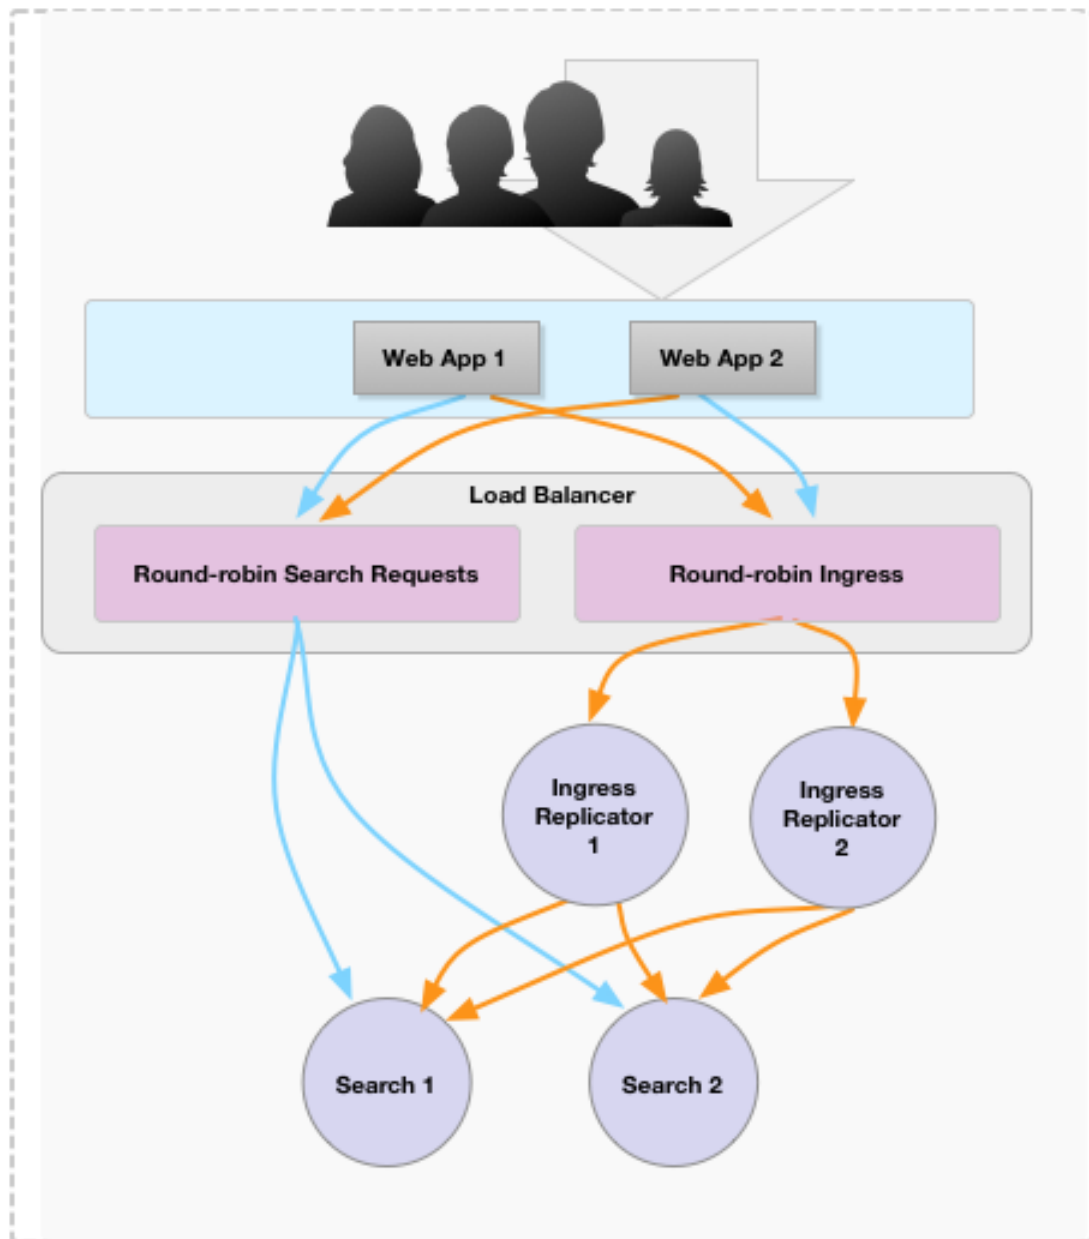 Web App 1
Web App 2
Load Balancer
Round-robin Search Requests
Round-robin Ingress
Ingress
Replicator
1
Ingress
Replicator
2
Search 1
Search 2